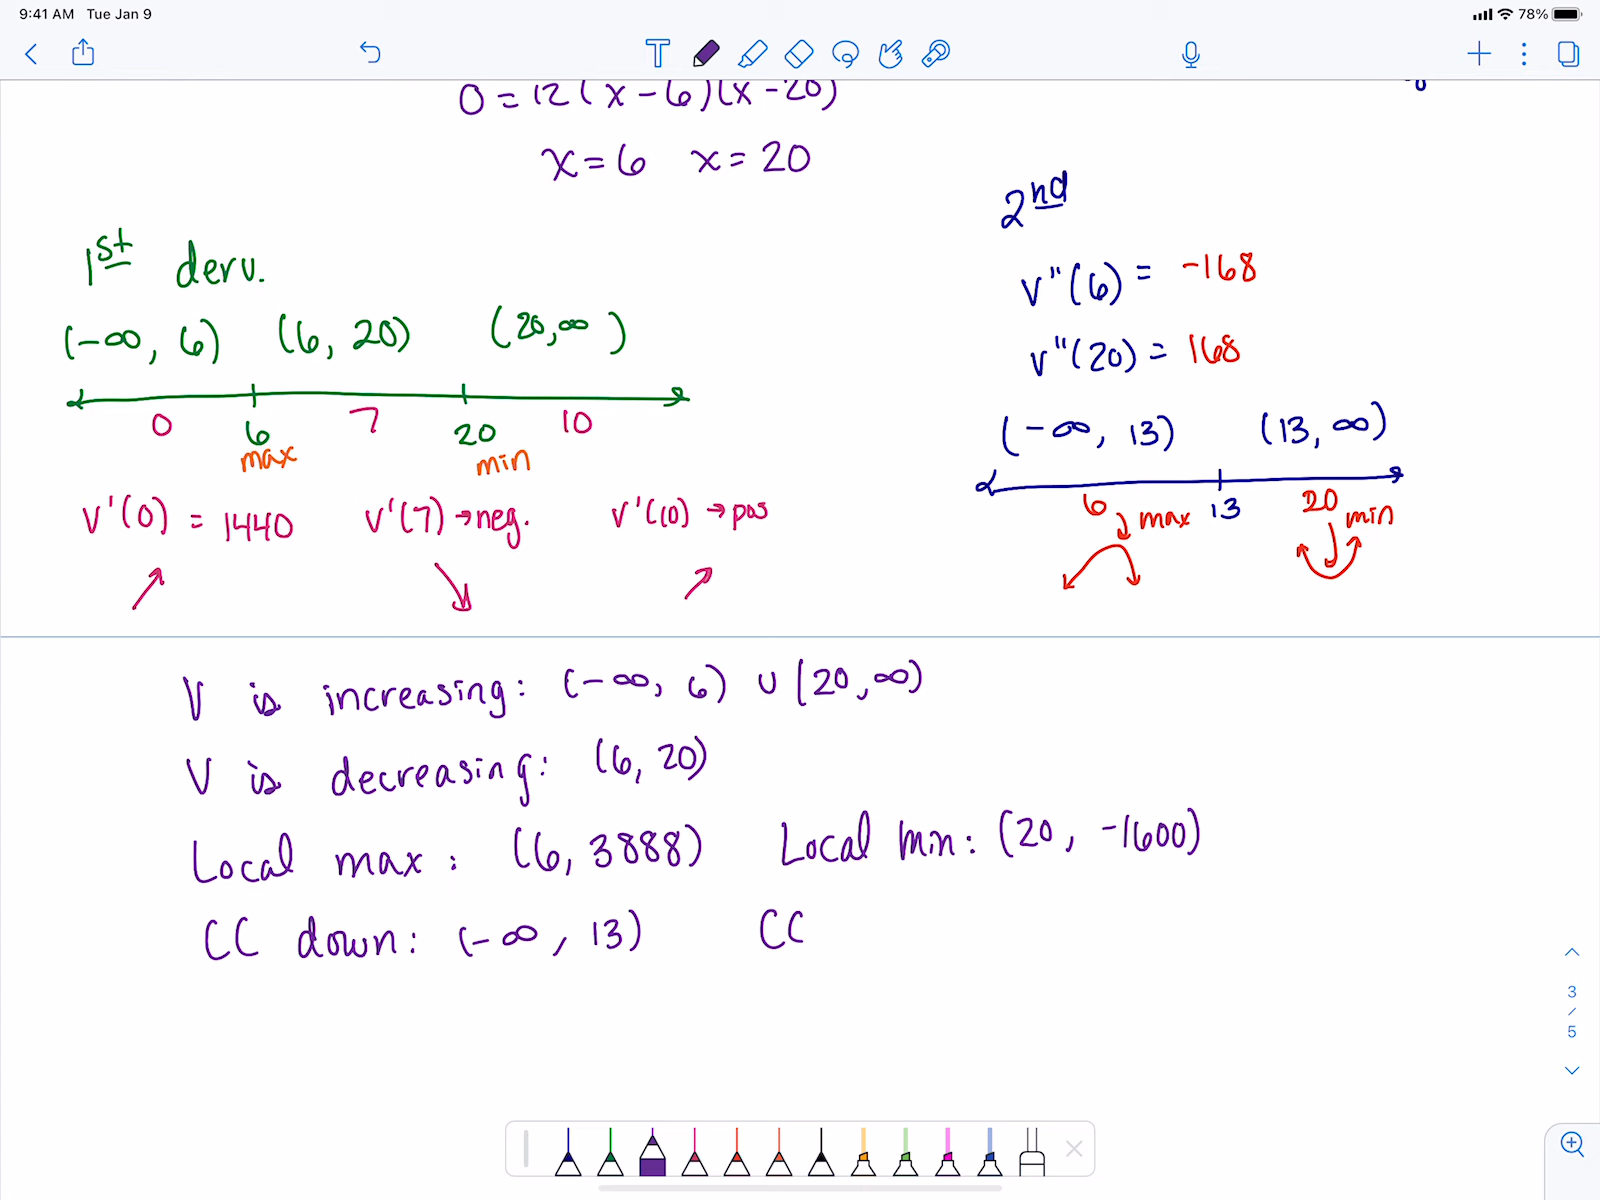 9:41 AM Tue Jan 9 78%
T
0 = 12(x-6)(x-20)
x = 6 x = 20
1st derv.
(-∞, 6) (6, 20) (20, ∞)
0 6 7 20 10
max min
v'(0) = 1440 v'(7) → neg. v'(10) → pos
2nd
v''(6) = -168
v''(20) = 168
(-∞, 13) (13, ∞)
6 max 13 20 min
V is increasing: (-∞, 6) ∪ (20, ∞)
V is decreasing: (6, 20)
Local max: (6, 3888) Local min: (20, -1600)
CC down: (-∞, 13) CC
3
/
5